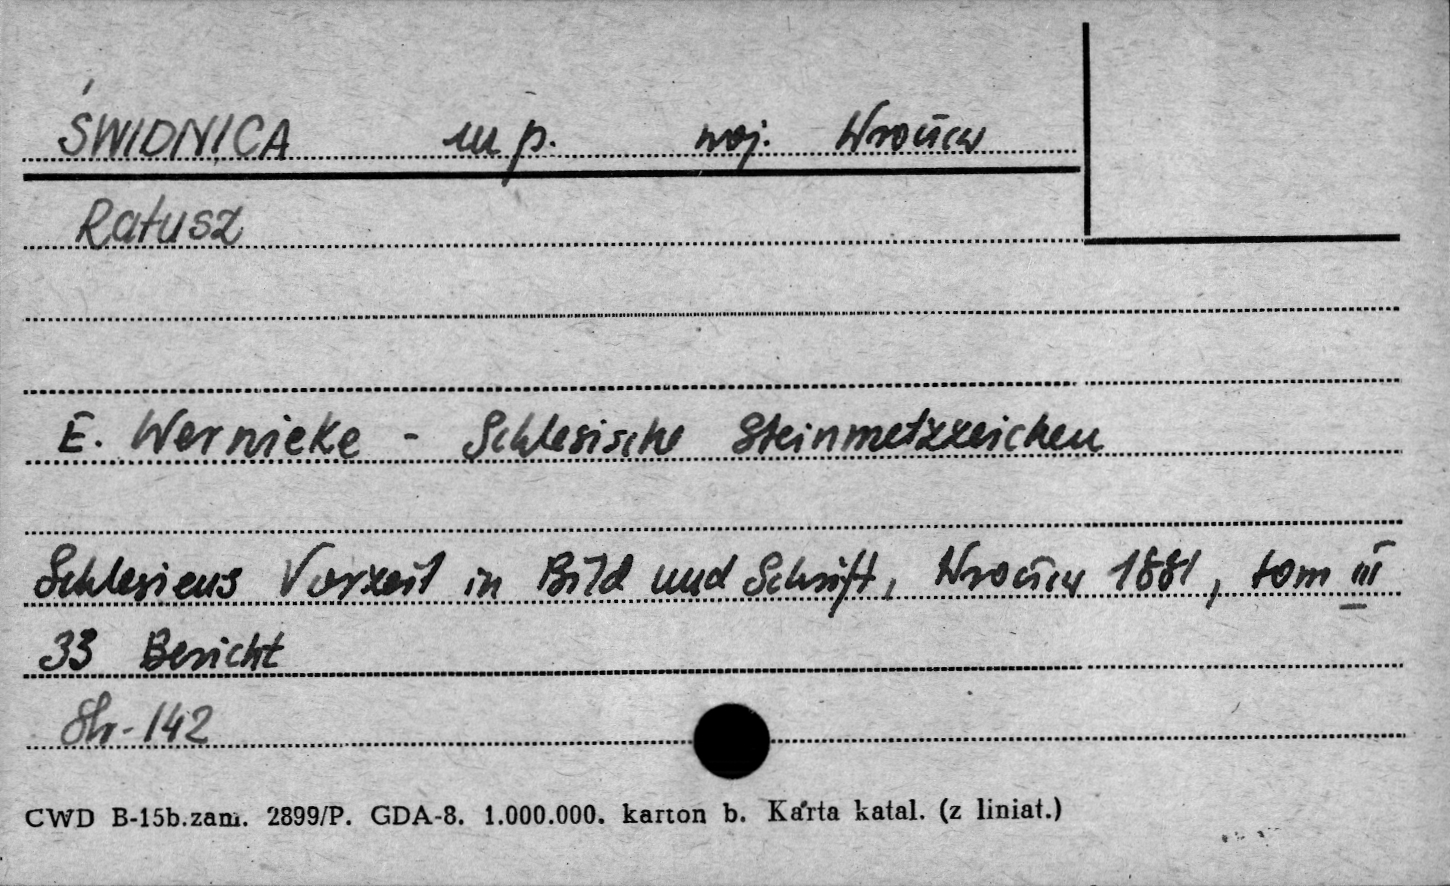 ŚWIDNICA m p. woj. Wrocław
Ratusz
E. Wernicke - Schlesische Steinmetzzeichen
Schlesiens Vorzeit in Bild und Schrift, Wrocław 1881, tom III
33 Bericht
Str-142
CWD B-15b.zam. 2899/P. GDA-8. 1.000.000. karton b. Karta katal. (z liniat.)